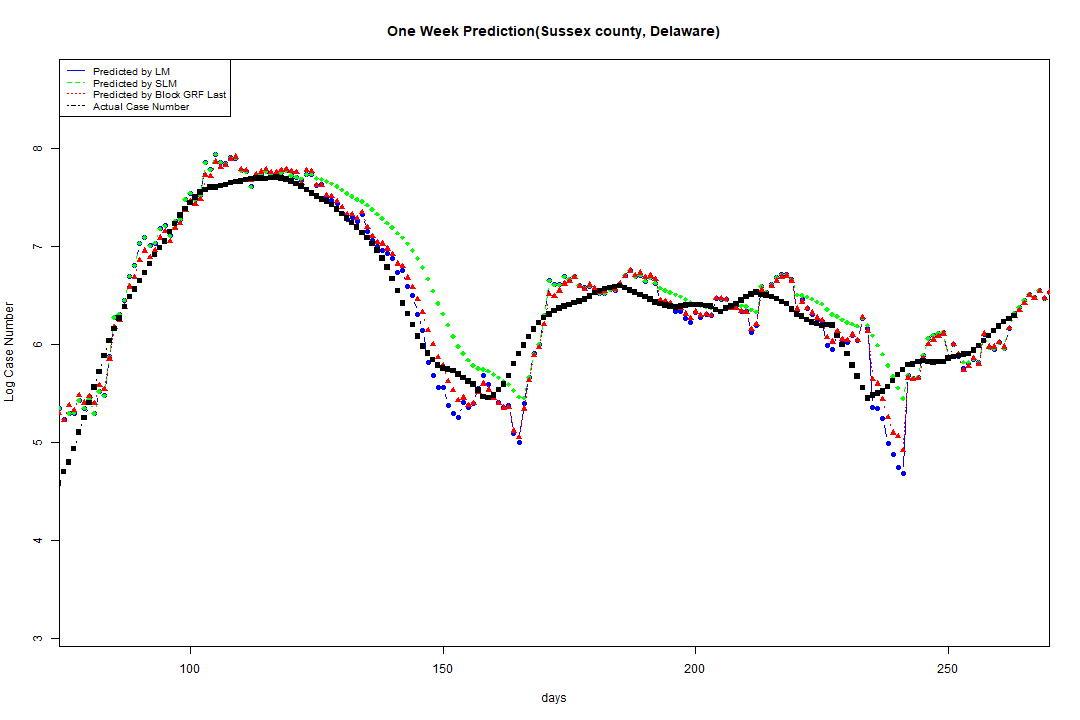 One Week Prediction(Sussex county, Delaware)
Predicted by LM
Predicted by SLM
Predicted by Block GRF Last
Actual Case Number
8
7
6
5
4
3
Log Case Number
100 150 200 250
days